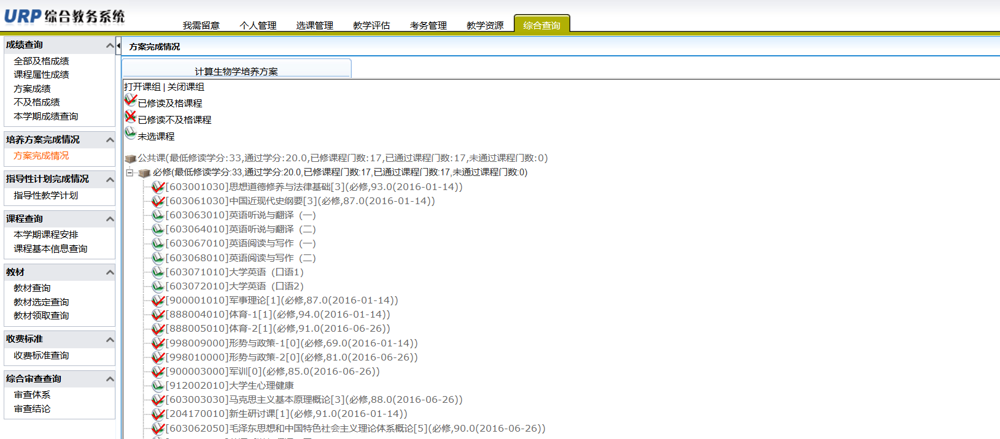 URP 综合教务系统
我需留意 个人管理 选课管理 教学评估 考务管理 教学资源 综合查询
成绩查询
全部及格成绩
课程属性成绩
方案成绩
不及格成绩
本学期成绩查询
培养方案完成情况
方案完成情况
指导性计划完成情况
指导性教学计划
课程查询
本学期课程安排
课程基本信息查询
教材
教材查询
教材选定查询
教材领取查询
收费标准
收费标准查询
综合审查查询
审查体系
审查结论
方案完成情况
计算生物学培养方案
打开课组 | 关闭课组
已修读及格课程
已修读不及格课程
未选课程
公共课(最低修读学分:33,通过学分:20.0,已修课程门数:17,已通过课程门数:17,未通过课程门数:0)
必修(最低修读学分:33,通过学分:20.0,已修课程门数:17,已通过课程门数:17,未通过课程门数:0)
[603001030]思想道德修养与法律基础[3](必修,93.0(2016-01-14))
[603061030]中国近现代史纲要[3](必修,87.0(2016-01-14))
[603063010]英语听说与翻译（一）
[603064010]英语听说与翻译（二）
[603067010]英语阅读与写作（一）
[603068010]英语阅读与写作（二）
[603071010]大学英语（口语1）
[603072010]大学英语（口语2）
[900001010]军事理论[1](必修,87.0(2016-01-14))
[888004010]体育-1[1](必修,94.0(2016-01-14))
[888005010]体育-2[1](必修,91.0(2016-06-26))
[998009000]形势与政策-1[0](必修,69.0(2016-01-14))
[998010000]形势与政策-2[0](必修,81.0(2016-06-26))
[900003000]军训[0](必修,85.0(2016-06-26))
[912002010]大学生心理健康
[603003030]马克思主义基本原理概论[3](必修,88.0(2016-06-26))
[204170010]新生研讨课[1](必修,91.0(2016-01-14))
[603062050]毛泽东思想和中国特色社会主义理论体系概论[5](必修,90.0(2016-06-26))